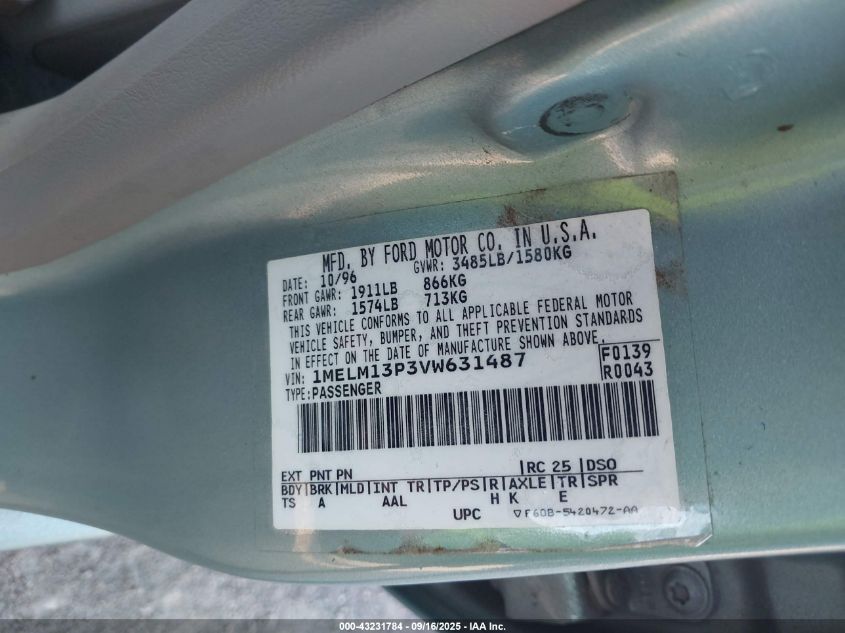 MFD. BY FORD MOTOR CO. IN U.S.A.
DATE: 10/96 GVWR: 3485LB/1580KG
FRONT GAWR: 1911LB 866KG
REAR GAWR: 1574LB 713KG
THIS VEHICLE CONFORMS TO ALL APPLICABLE FEDERAL MOTOR
VEHICLE SAFETY, BUMPER, AND THEFT PREVENTION STANDARDS
IN EFFECT ON THE DATE OF MANUFACTURE SHOWN ABOVE.
VIN: 1MELM13P3VW631487 F0139
TYPE: PASSENGER R0043
EXT PNT PN RC 25 DSO
BDY BRK MLD INT TR TP/PS R AXLE TR SPR
TS A AAL H K E
UPC F60B-5420472-AA
000-43231784 - 09/16/2025 - IAA Inc.